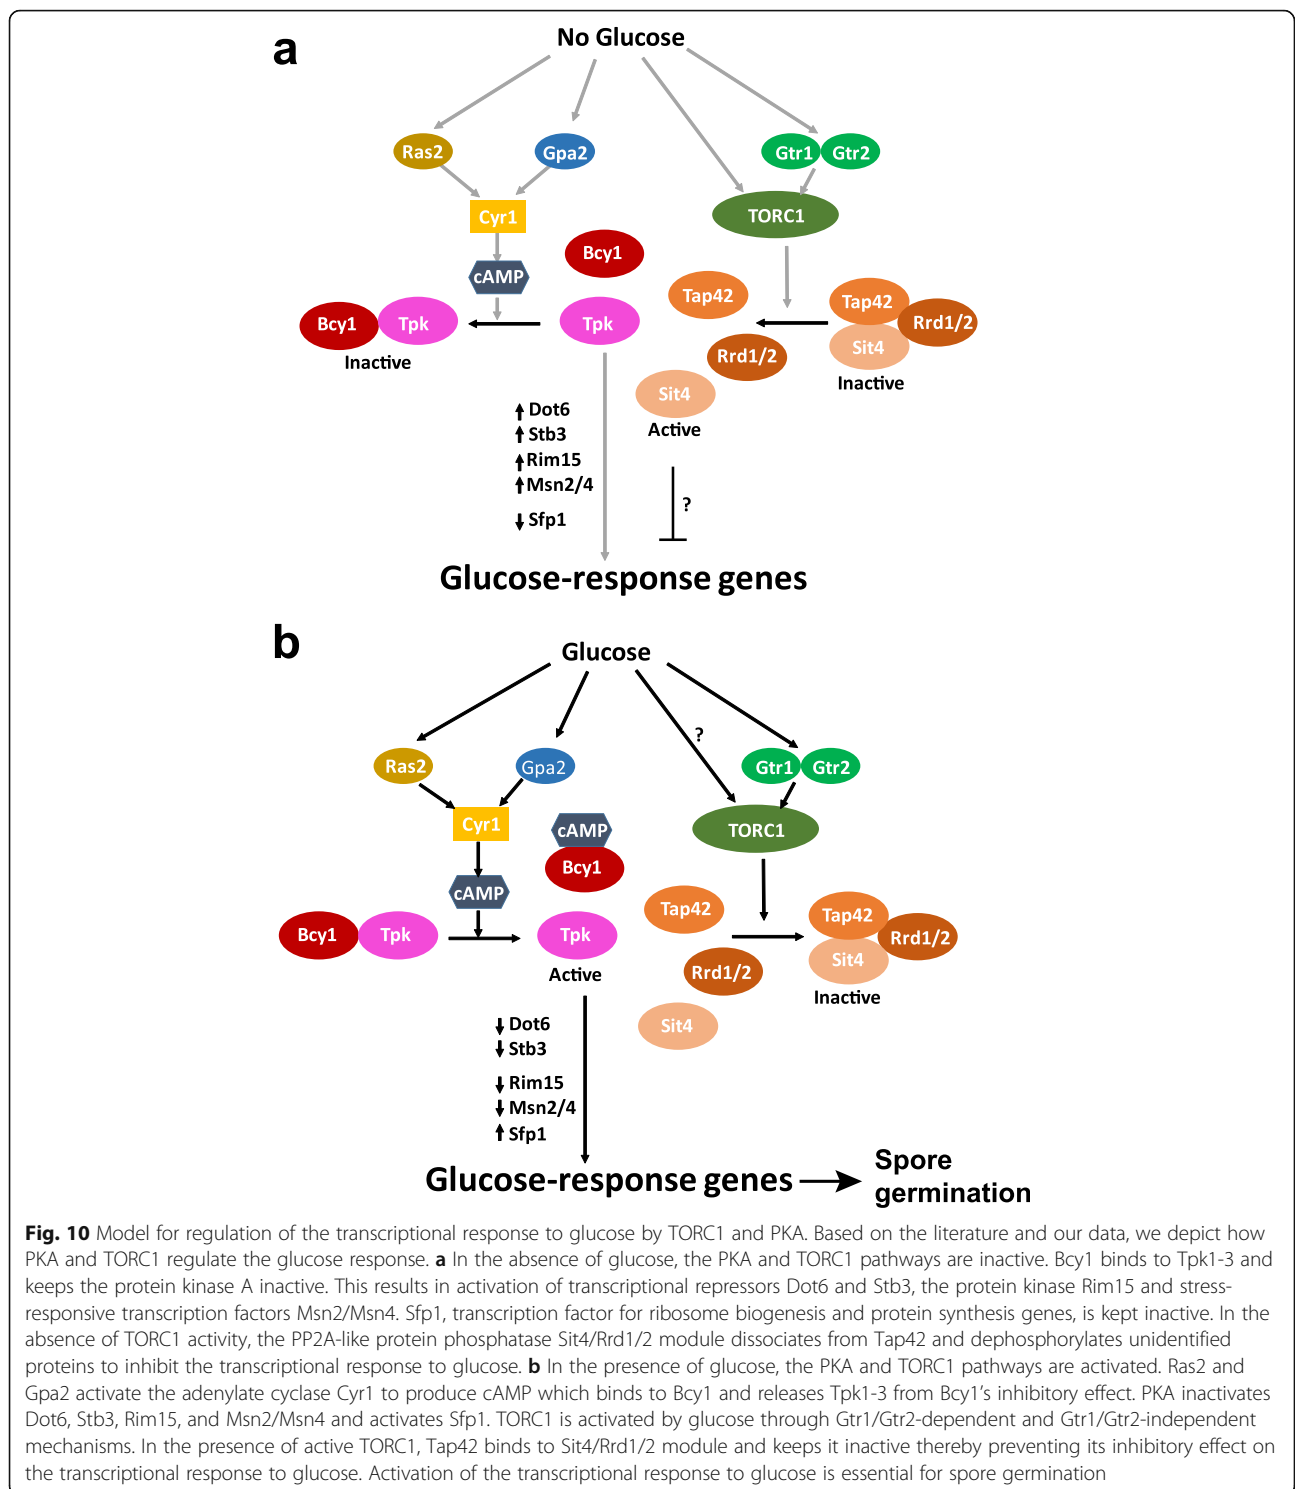 a
No Glucose
Ras2
Gpa2
Gtr1
Gtr2
Cyr1
TORC1
Bcy1
cAMP
Tap42
Tap42
Bcy1
Tpk
Tpk
Rrd1/2
Sit4
Rrd1/2
Inactive
Inactive
Sit4
Active
Dot6
Stb3
Rim15
Msn2/4
?
Sfp1
Glucose-response genes
b
Glucose
?
Ras2
Gpa2
Gtr1
Gtr2
Cyr1
cAMP
TORC1
Bcy1
cAMP
Tap42
Tap42
Bcy1
Tpk
Tpk
Rrd1/2
Sit4
Rrd1/2
Active
Inactive
Sit4
Dot6
Stb3
Rim15
Msn2/4
Sfp1
Glucose-response genes
Spore
germination
Fig. 10 Model for regulation of the transcriptional response to glucose by TORC1 and PKA. Based on the literature and our data, we depict how
PKA and TORC1 regulate the glucose response. a In the absence of glucose, the PKA and TORC1 pathways are inactive. Bcy1 binds to Tpk1-3 and
keeps the protein kinase A inactive. This results in activation of transcriptional repressors Dot6 and Stb3, the protein kinase Rim15 and stress-
responsive transcription factors Msn2/Msn4. Sfp1, transcription factor for ribosome biogenesis and protein synthesis genes, is kept inactive. In the
absence of TORC1 activity, the PP2A-like protein phosphatase Sit4/Rrd1/2 module dissociates from Tap42 and dephosphorylates unidentified
proteins to inhibit the transcriptional response to glucose. b In the presence of glucose, the PKA and TORC1 pathways are activated. Ras2 and
Gpa2 activate the adenylate cyclase Cyr1 to produce cAMP which binds to Bcy1 and releases Tpk1-3 from Bcy1's inhibitory effect. PKA inactivates
Dot6, Stb3, Rim15, and Msn2/Msn4 and activates Sfp1. TORC1 is activated by glucose through Gtr1/Gtr2-dependent and Gtr1/Gtr2-independent
mechanisms. In the presence of active TORC1, Tap42 binds to Sit4/Rrd1/2 module and keeps it inactive thereby preventing its inhibitory effect on
the transcriptional response to glucose. Activation of the transcriptional response to glucose is essential for spore germination